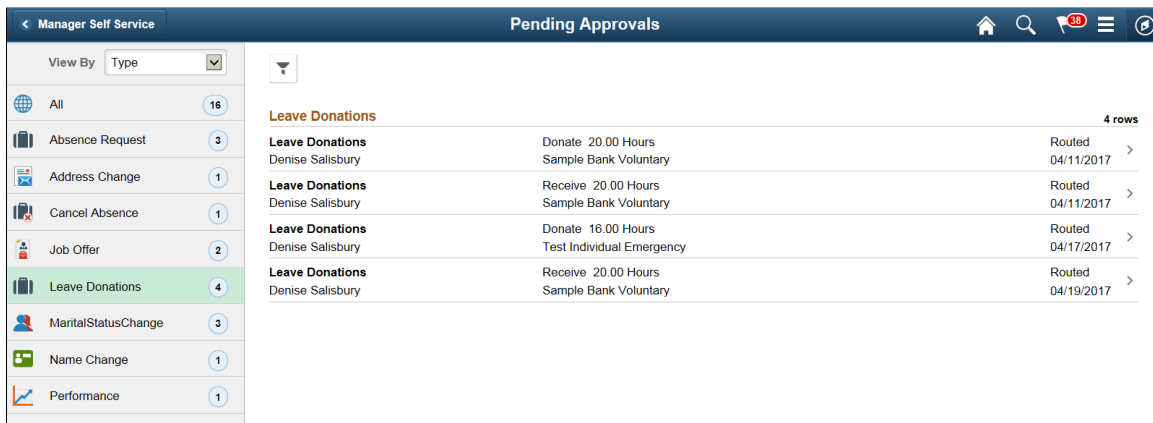 Manager Self Service
Pending Approvals
38
View By Type
All 16
Absence Request 3
Address Change 1
Cancel Absence 1
Job Offer 2
Leave Donations 4
MaritalStatusChange 3
Name Change 1
Performance 1
Leave Donations 4 rows
Leave Donations Donate 20.00 Hours Routed
Denise Salisbury Sample Bank Voluntary 04/11/2017
Leave Donations Receive 20.00 Hours Routed
Denise Salisbury Sample Bank Voluntary 04/11/2017
Leave Donations Donate 16.00 Hours Routed
Denise Salisbury Test Individual Emergency 04/17/2017
Leave Donations Receive 20.00 Hours Routed
Denise Salisbury Sample Bank Voluntary 04/19/2017